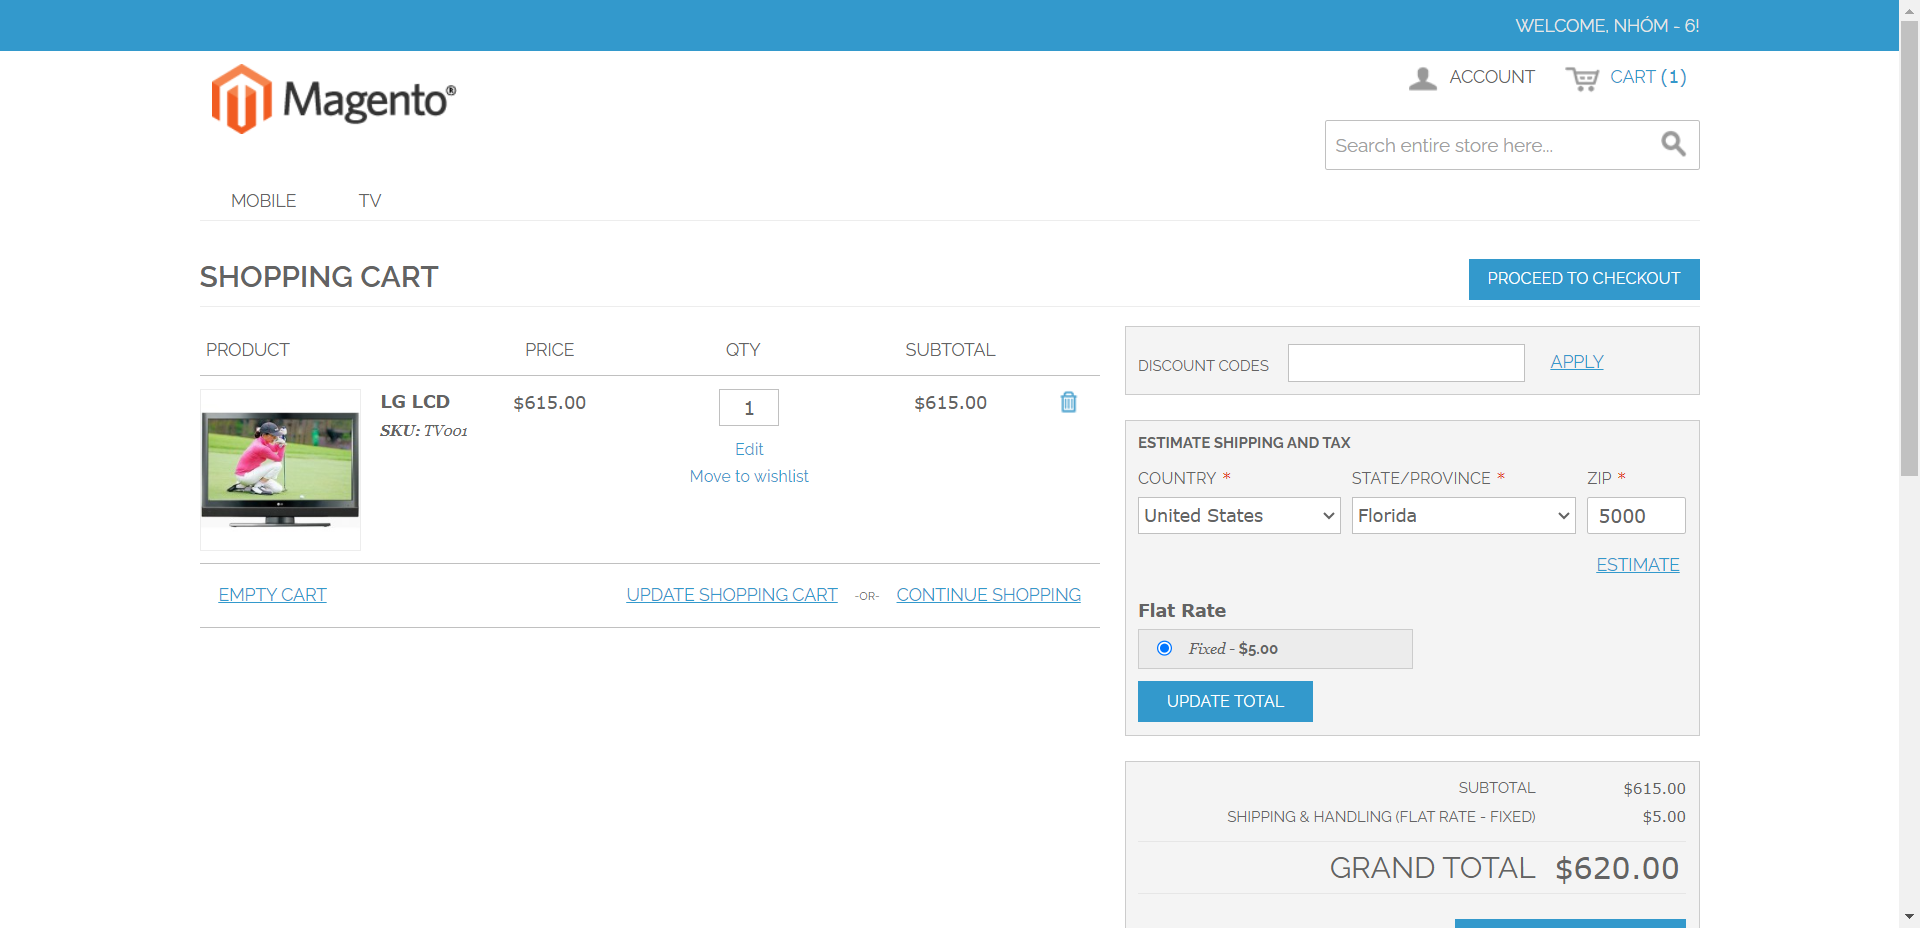 WELCOME, NHÓM - 6!
Magento®
ACCOUNT
CART (1)
Search entire store here...
MOBILE
TV
SHOPPING CART
PROCEED TO CHECKOUT
PRODUCT
PRICE
QTY
SUBTOTAL
LG LCD
SKU: TV001
$615.00
1
Edit
Move to wishlist
$615.00
EMPTY CART
UPDATE SHOPPING CART
-OR-
CONTINUE SHOPPING
DISCOUNT CODES
APPLY
ESTIMATE SHIPPING AND TAX
COUNTRY *
STATE/PROVINCE *
ZIP *
United States
Florida
5000
ESTIMATE
Flat Rate
Fixed - $5.00
UPDATE TOTAL
SUBTOTAL $615.00
SHIPPING & HANDLING (FLAT RATE - FIXED) $5.00
GRAND TOTAL $620.00